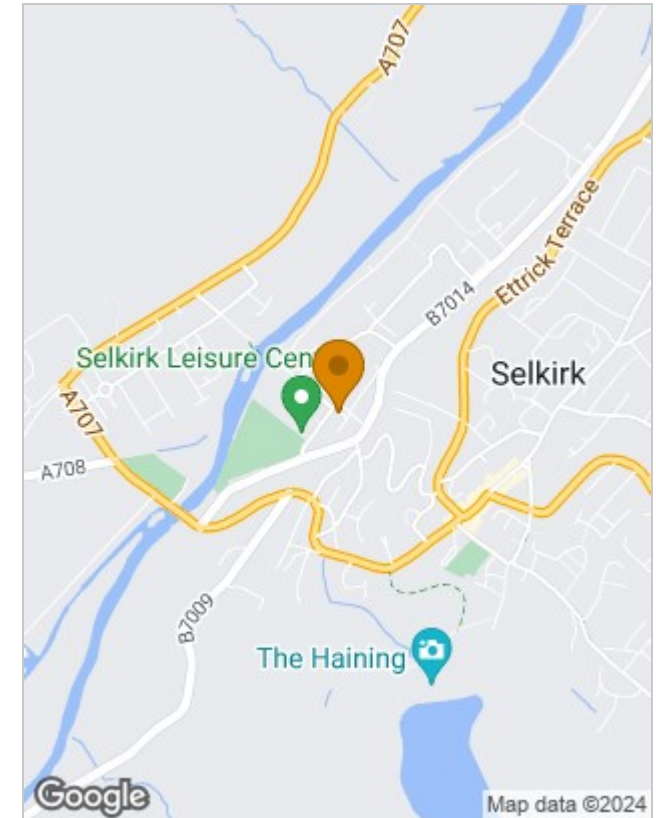 A707
Ettrick Terrace
B7014
Selkirk Leisure Cen
Selkirk
A707
A708
B7009
The Haining
Google
Map data ©2024